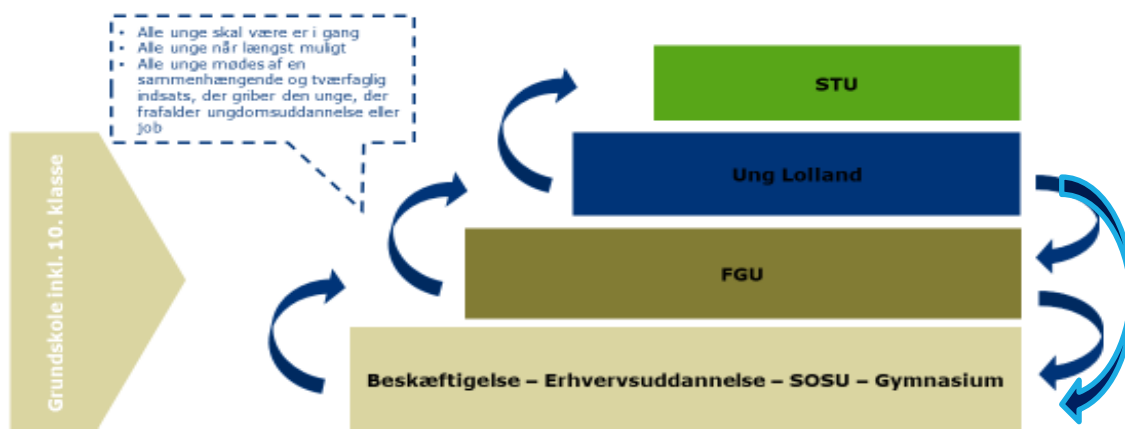 • Alle unge skal være er i gang
• Alle unge når længst muligt
• Alle unge mødes af en
sammenhængende og tværfaglig
indsats, der griber den unge, der
frafalder ungdomsuddannelse eller
job
Grundskole inkl. 10. klasse
STU
Ung Lolland
FGU
Beskæftigelse – Erhvervsuddannelse – SOSU – Gymnasium